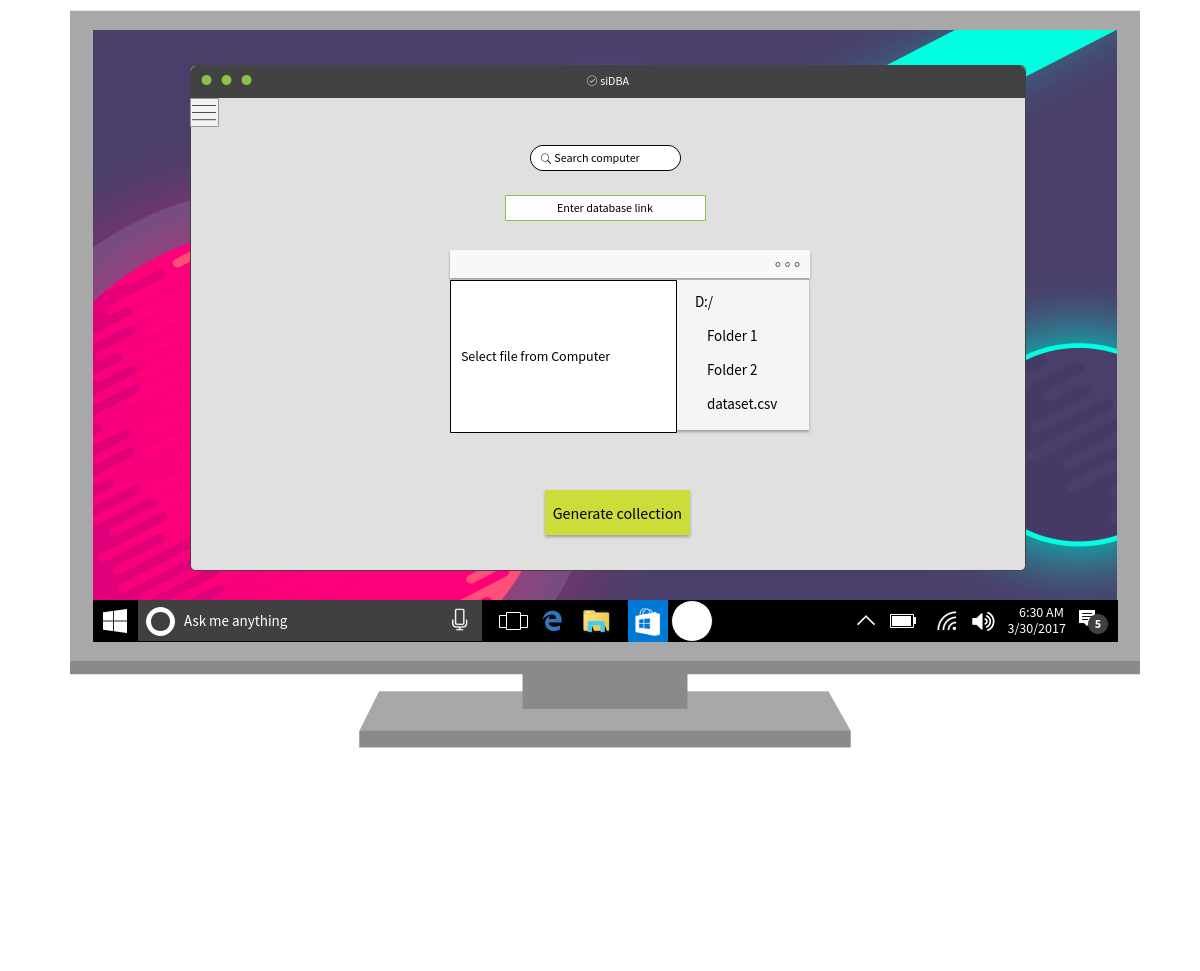 siDBA
Search computer
Enter database link
Select file from Computer
D:/
Folder 1
Folder 2
dataset.csv
Generate collection
Ask me anything
6:30 AM
3/30/2017
5